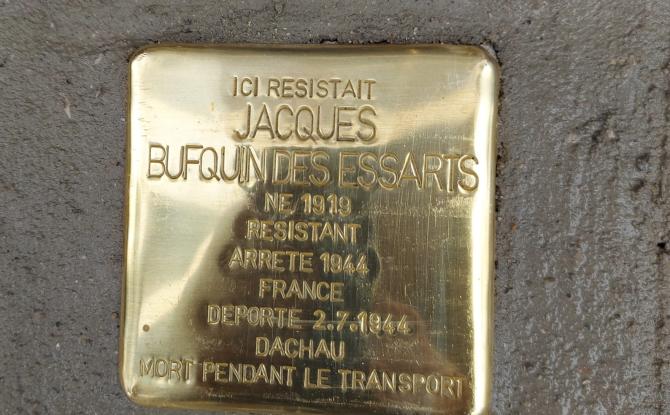 ICI RESISTAIT
JACQUES
BUFQUIN DES ESSARTS
NE 1919
RESISTANT
ARRETE 1944
FRANCE
DEPORTE 2.7.1944
DACHAU
MORT PENDANT LE TRANSPORT